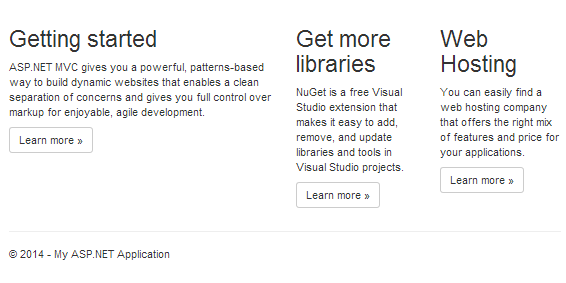 Getting started
ASP.NET MVC gives you a powerful, patterns-based
way to build dynamic websites that enables a clean
separation of concerns and gives you full control over
markup for enjoyable, agile development.
Learn more »
Get more
libraries
NuGet is a free Visual
Studio extension that
makes it easy to add,
remove, and update
libraries and tools in
Visual Studio projects.
Learn more »
Web
Hosting
You can easily find a
web hosting company
that offers the right mix
of features and price for
your applications.
Learn more »
© 2014 - My ASP.NET Application